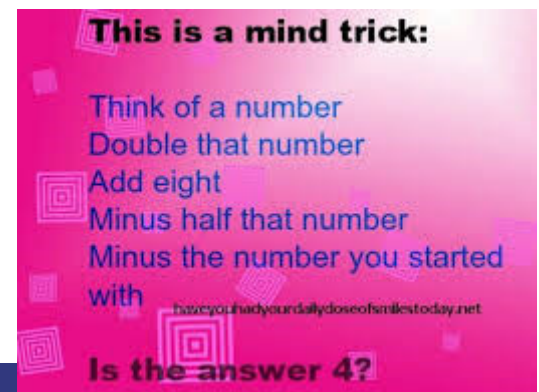 This is a mind trick:
Think of a number
Double that number
Add eight
Minus half that number
Minus the number you started
with
haveyouhadyourdailydoseofsmilestoday.net
Is the answer 4?